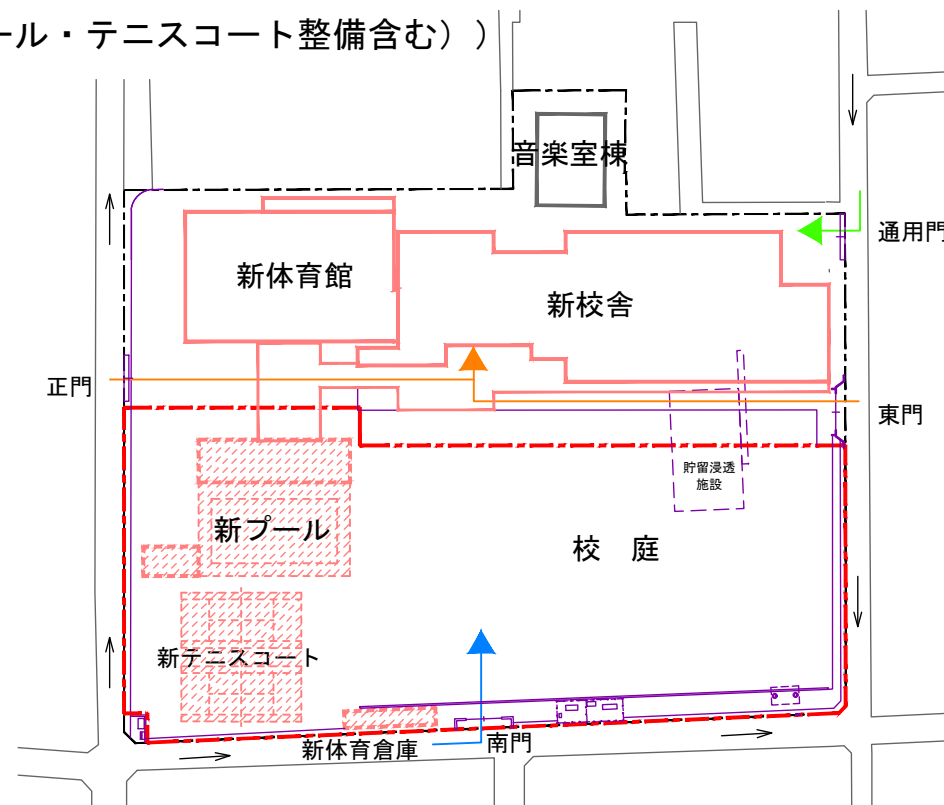 ール・テニスコート整備含む））
音楽室棟
通用門
新体育館
新校舎
正門
東門
貯留浸透
施設
新プール
校　庭
新テニスコート
新体育倉庫
南門